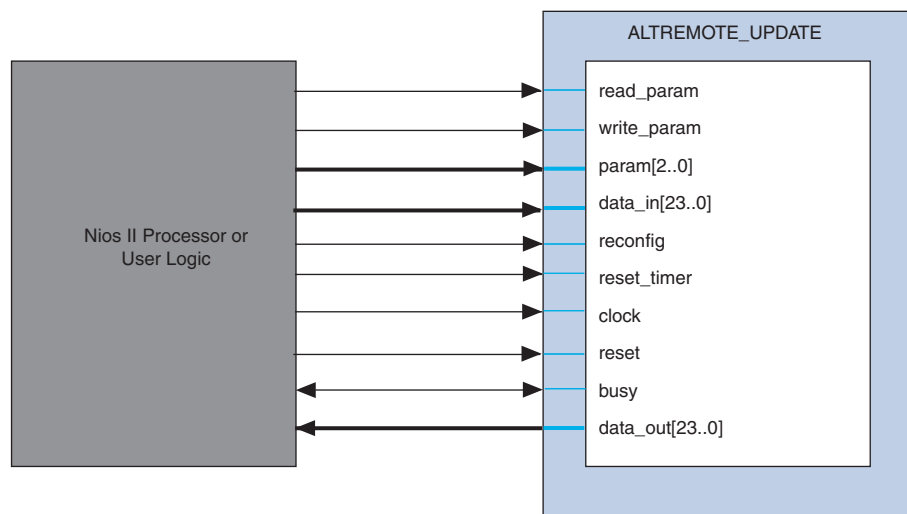 ALTREMOTE_UPDATE
read_param
write_param
param[2..0]
data_in[23..0]
Nios II Processor or
User Logic
reconfig
reset_timer
clock
reset
busy
data_out[23..0]